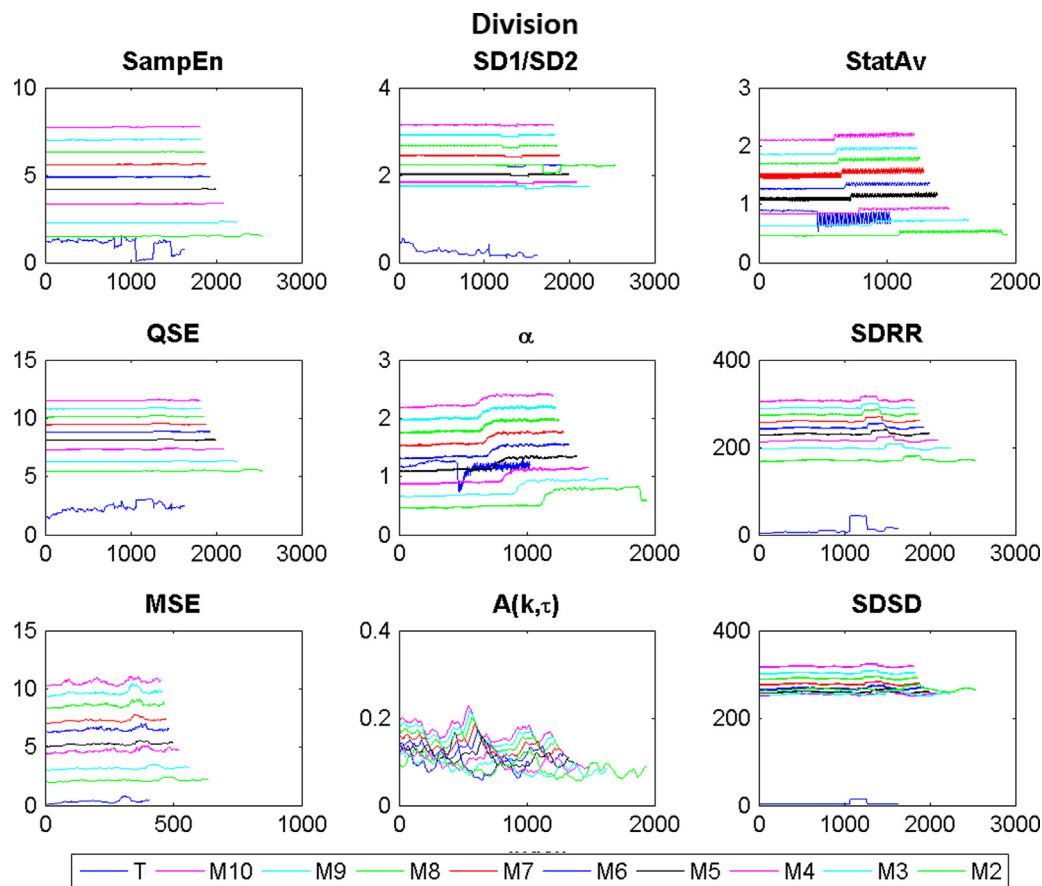 Division
SampEn SD1/SD2 StatAv
10 4 3
2
5 2
1
0 0 0
0 1000 2000 3000 0 1000 2000 3000 0 500 1000 1500 2000
QSE α SDRR
15 3 400
10 2
200
5 1
0 0 0
0 1000 2000 3000 0 1000 2000 0 1000 2000 3000
MSE A(k,τ) SDSD
15 0.4 400
10
0.2 200
5
0 0 0
0 500 1000 0 500 1000 1500 2000 0 1000 2000 3000
T M10 M9 M8 M7 M6 M5 M4 M3 M2